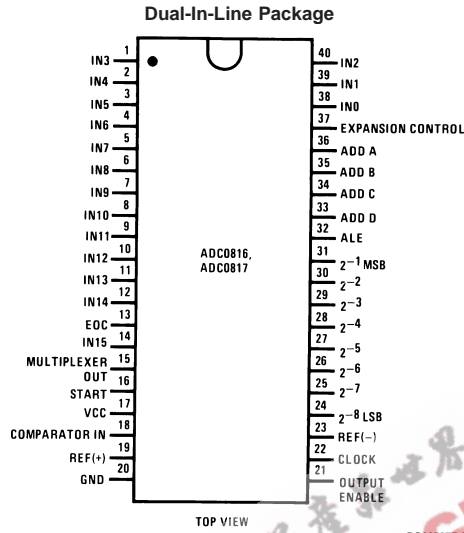 Dual-In-Line Package
IN3 1
IN4 2
IN5 3
IN6 4
IN7 5
IN8 6
IN9 7
IN10 8
IN11 9
IN12 10
IN13 11
IN14 12
EOC 13
IN15 14
MULTIPLEXER OUT 15
START 16
VCC 17
COMPARATOR IN 18
REF(+) 19
GND 20
ADC0816,
ADC0817
40 IN2
39 IN1
38 IN0
37 EXPANSION CONTROL
36 ADD A
35 ADD B
34 ADD C
33 ADD D
32 ALE
31 2−1 MSB
30 2−2
29 2−3
28 2−4
27 2−5
26 2−6
25 2−7
24 2−8 LSB
23 REF(−)
22 CLOCK
21 OUTPUT ENABLE
TOP VIEW